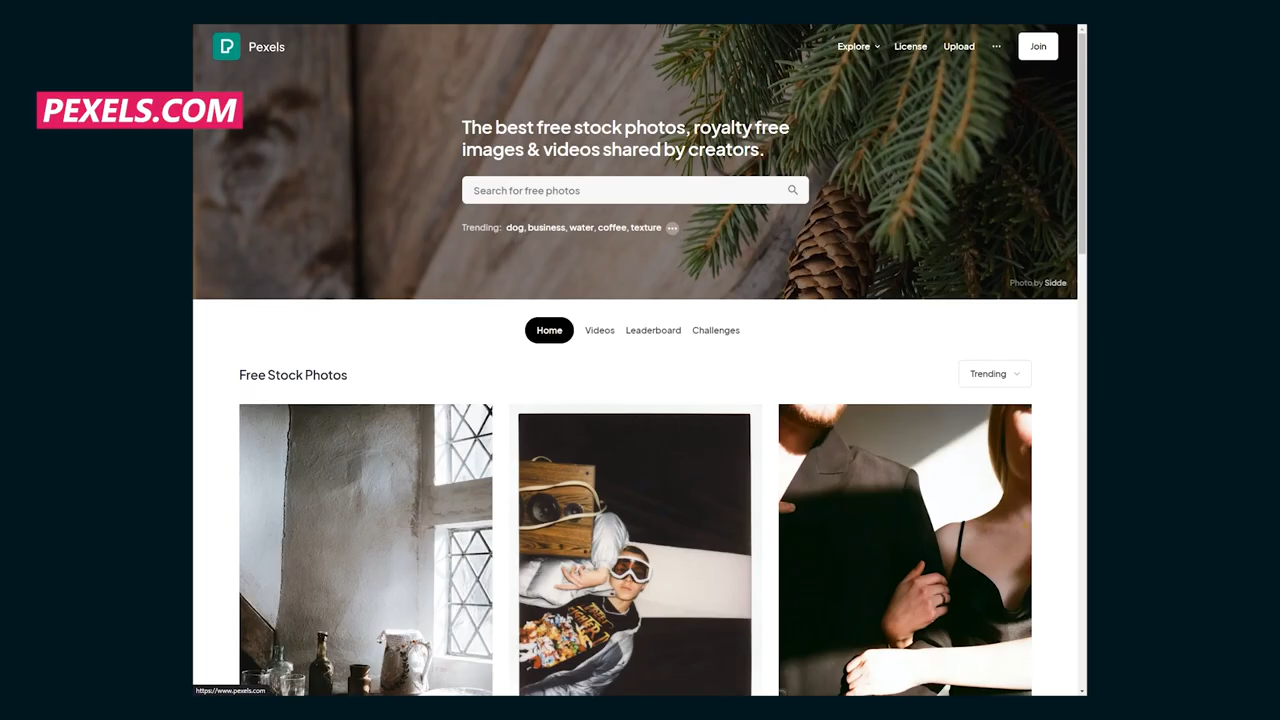 Pexels
Explore
License
Upload
Join
PEXELS.COM
The best free stock photos, royalty free
images & videos shared by creators.
Search for free photos
Trending: dog, business, water, coffee, texture
Photo by Sidde
Home
Videos
Leaderboard
Challenges
Free Stock Photos
Trending
https://www.pexels.com